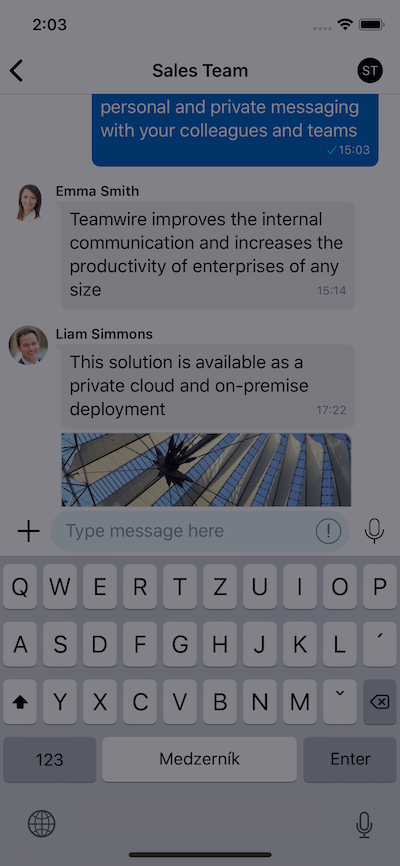 2:03
Sales Team
ST
personal and private messaging
with your colleagues and teams
✓15:03
Emma Smith
Teamwire improves the internal
communication and increases the
productivity of enterprises of any
size
15:14
Liam Simmons
This solution is available as a
private cloud and on-premise
deployment
17:22
Type message here
Q W E R T Z U I O P
A S D F G H J K L ´
Y X C V B N M ˇ
123 Medzerník Enter